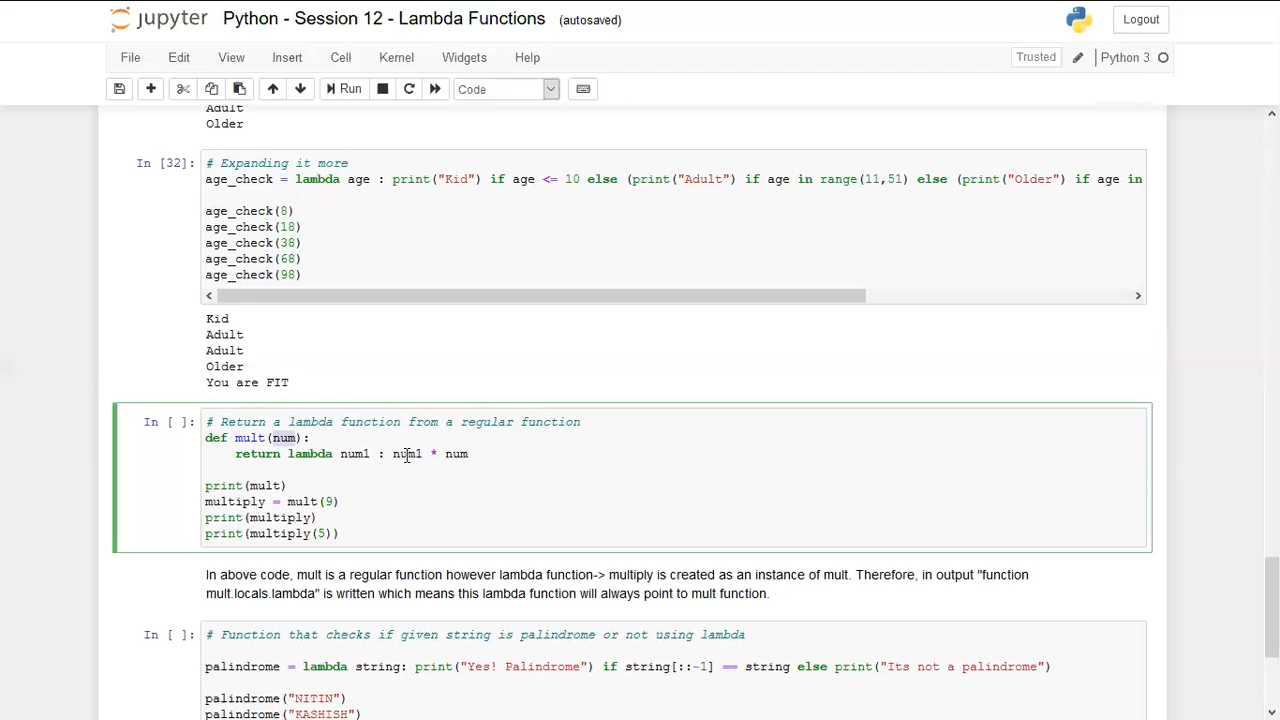 jupyter Python - Session 12 - Lambda Functions (autosaved)
Logout
File Edit View Insert Cell Kernel Widgets Help Trusted Python 3
Run Code
Adult
Older
In [32]: # Expanding it more
age_check = lambda age : print("Kid") if age <= 10 else (print("Adult") if age in range(11,51) else (print("Older") if age in
age_check(8)
age_check(18)
age_check(38)
age_check(68)
age_check(98)
Kid
Adult
Adult
Older
You are FIT
In [ ]: # Return a lambda function from a regular function
def mult(num):
return lambda num1 : num1 * num
print(mult)
multiply = mult(9)
print(multiply)
print(multiply(5))
In above code, mult is a regular function however lambda function-> multiply is created as an instance of mult. Therefore, in output "function
mult.locals.lambda" is written which means this lambda function will always point to mult function.
In [ ]: # Function that checks if given string is palindrome or not using lambda
palindrome = lambda string: print("Yes! Palindrome") if string[::-1] == string else print("Its not a palindrome")
palindrome("NITIN")
palindrome("KASHISH")